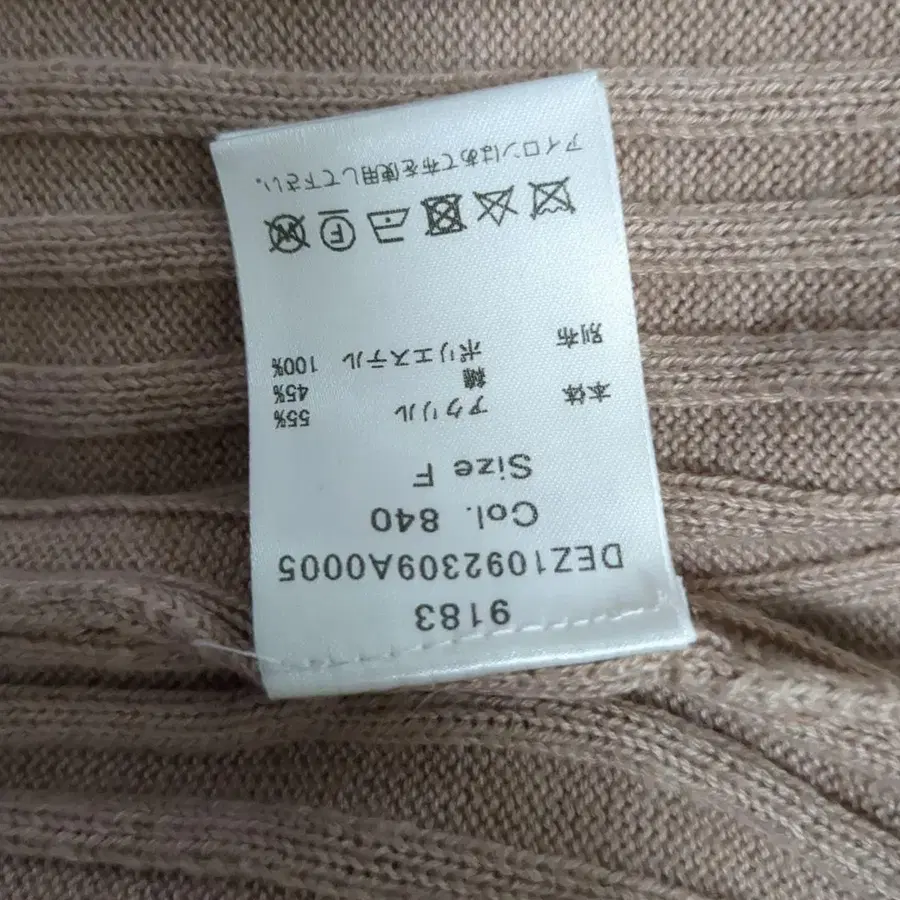 9183
DEZ1092309A0005
Col. 840
Size F
本体 アクリル 55%
綿 45%
別布 ポリエステル 100%
アイロンはあて布を使用して下さい。